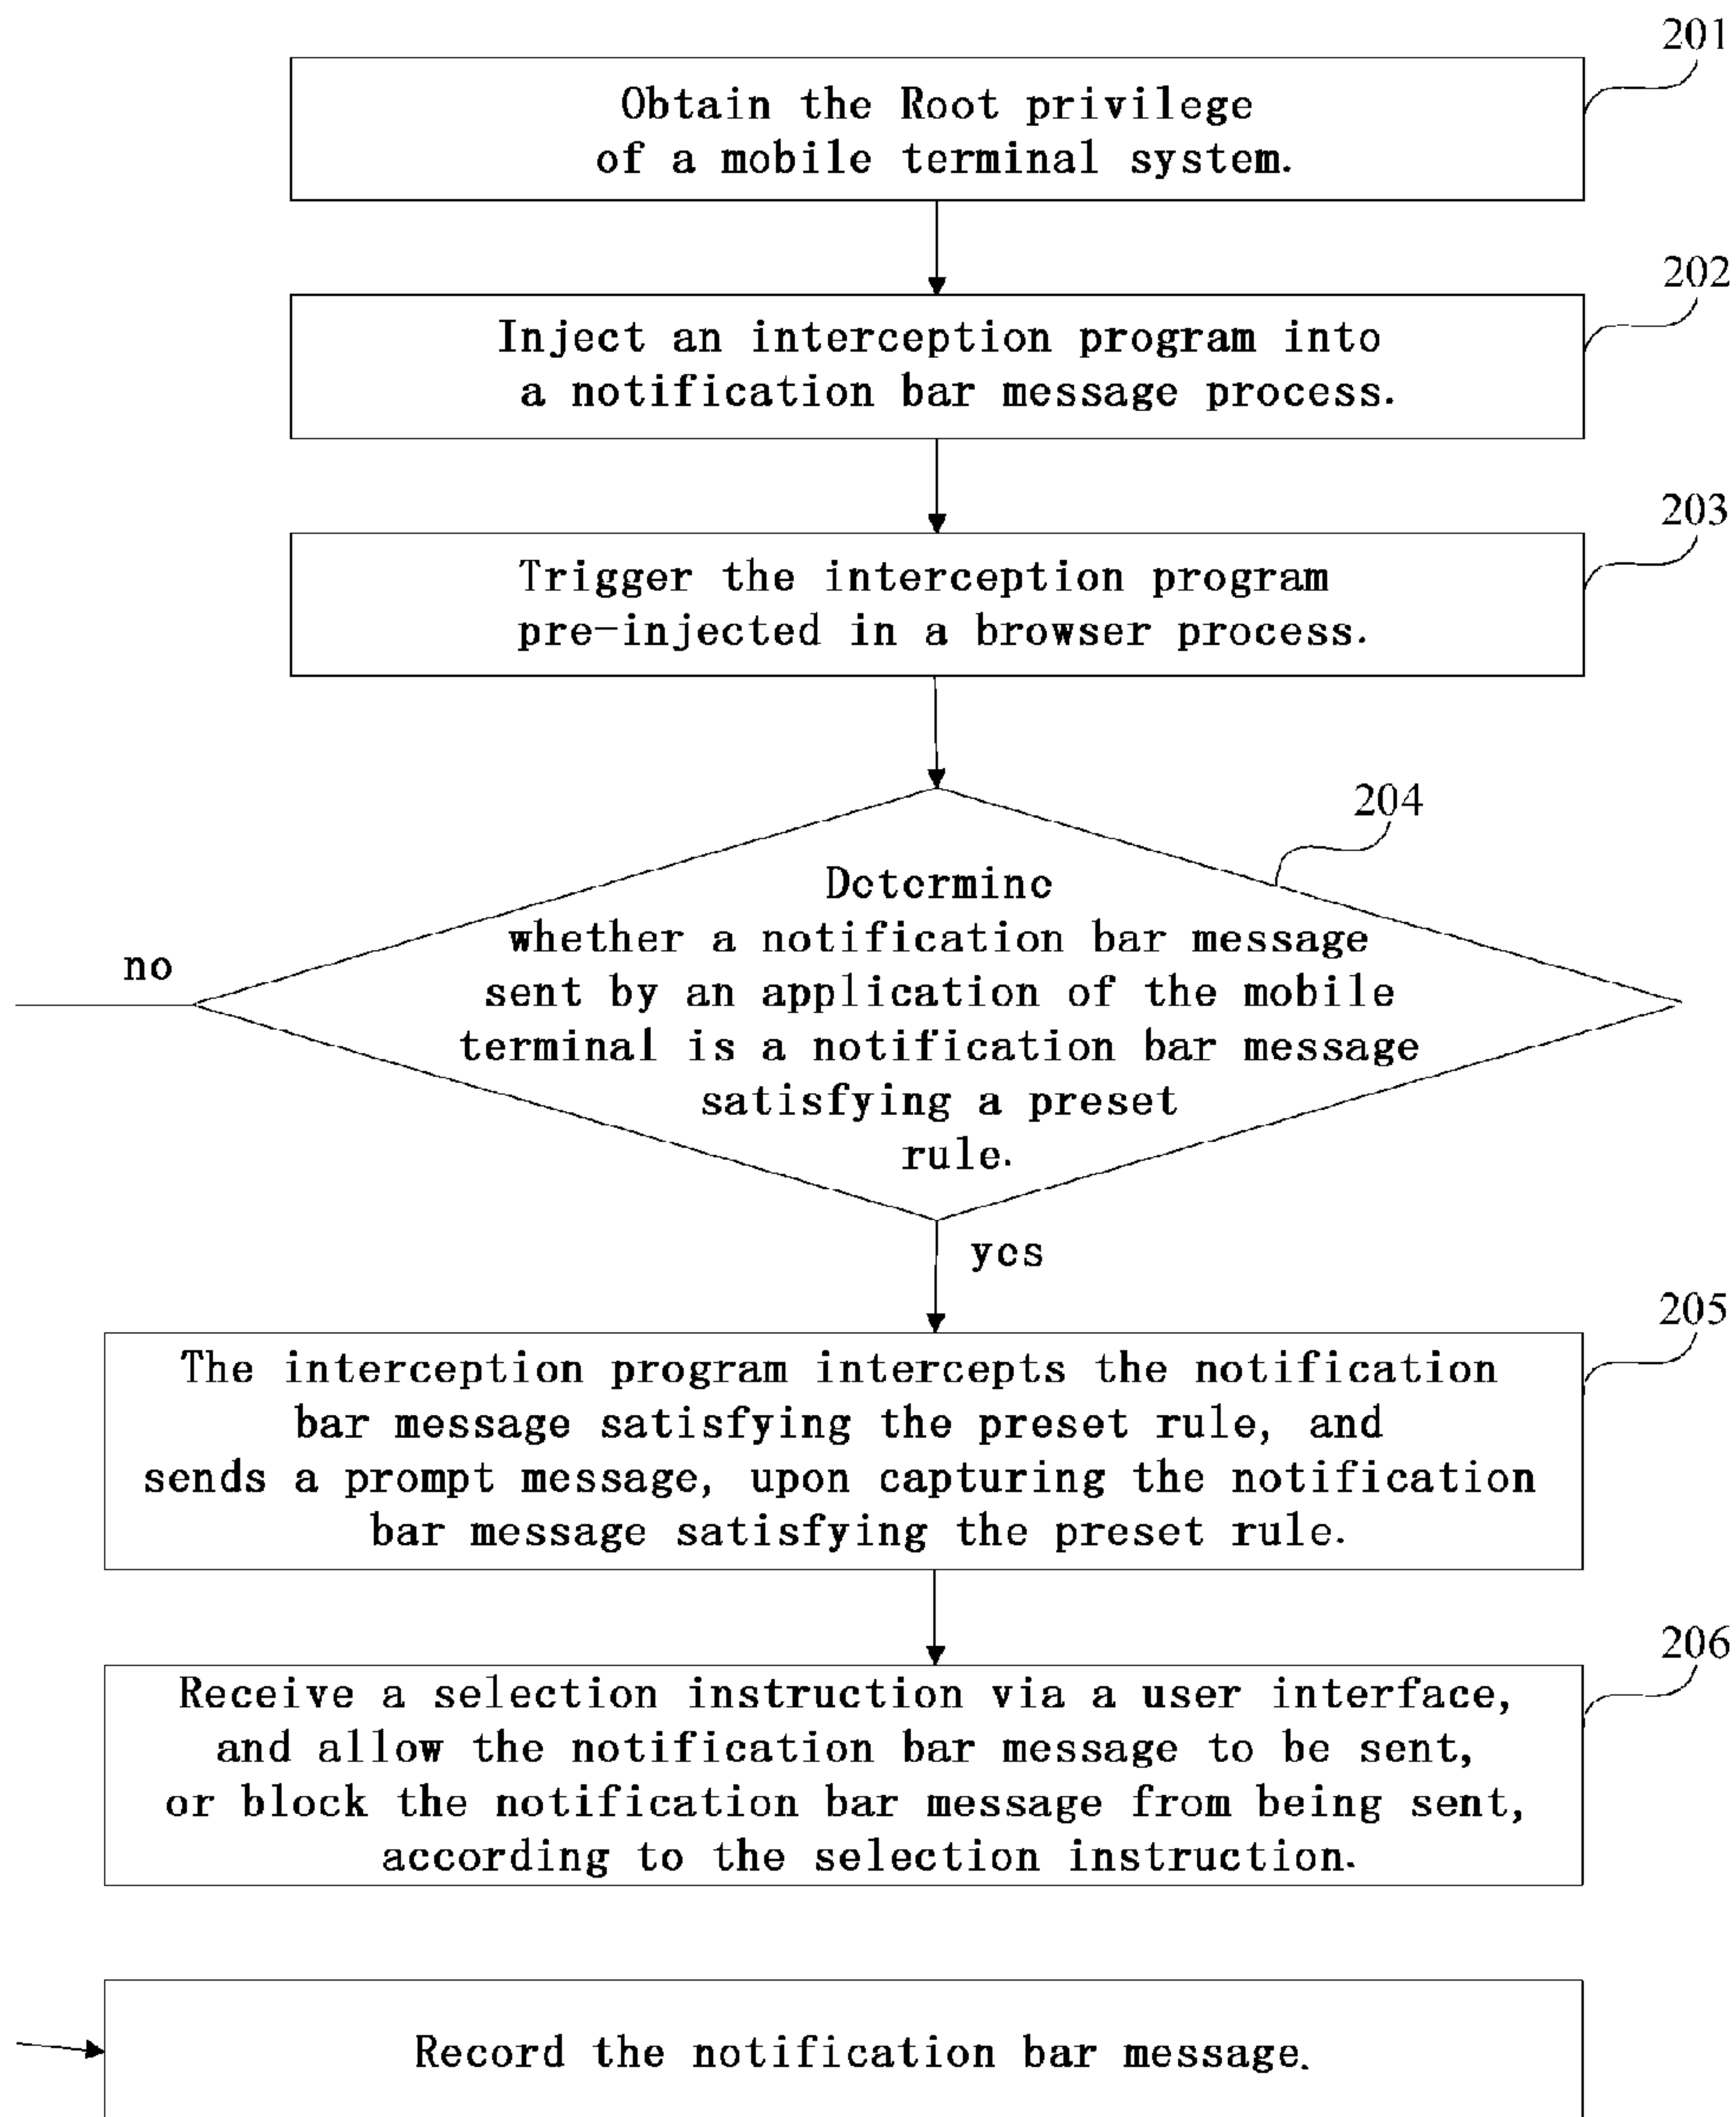 201
Obtain the Root privilege
of a mobile terminal system.
202
Inject an interception program into
a notification bar message process.
203
Trigger the interception program
pre-injected in a browser process.
204
Determine
whether a notification bar message
sent by an application of the mobile
terminal is a notification bar message
satisfying a preset
rule.
no
yes
205
The interception program intercepts the notification
bar message satisfying the preset rule, and
sends a prompt message, upon capturing the notification
bar message satisfying the preset rule.
206
Receive a selection instruction via a user interface,
and allow the notification bar message to be sent,
or block the notification bar message from being sent,
according to the selection instruction.
Record the notification bar message.